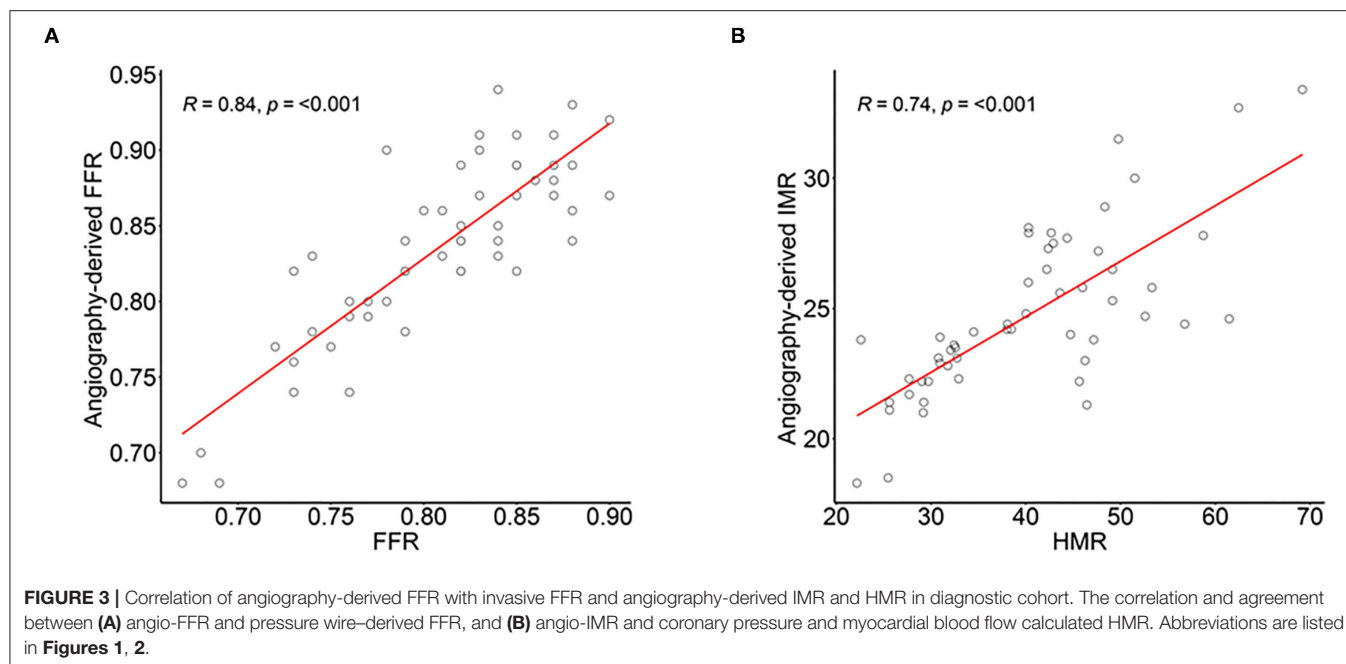 A
Angiography-derived FFR
0.95
0.90
0.85
0.80
0.75
0.70
R = 0.84, p = <0.001
0.70 0.75 0.80 0.85 0.90
FFR
B
Angiography-derived IMR
30
25
20
R = 0.74, p = <0.001
20 30 40 50 60 70
HMR
FIGURE 3 | Correlation of angiography-derived FFR with invasive FFR and angiography-derived IMR and HMR in diagnostic cohort. The correlation and agreement
between (A) angio-FFR and pressure wire–derived FFR, and (B) angio-IMR and coronary pressure and myocardial blood flow calculated HMR. Abbreviations are listed
in Figures 1, 2.